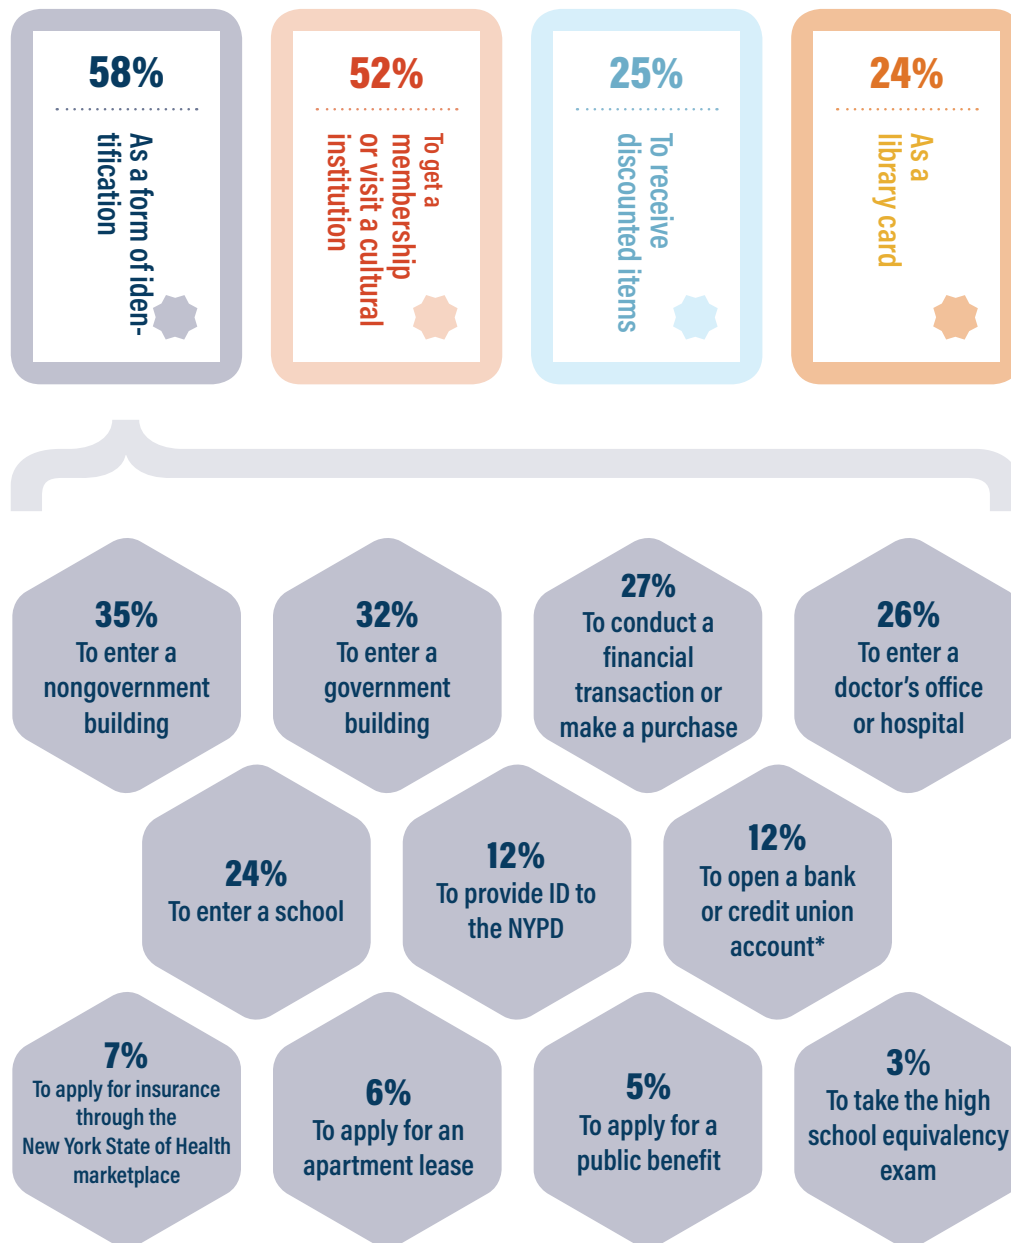 58%
As a form of iden-
tification
52%
To get a
membership
or visit a cultural
institution
25%
To receive
discounted items
24%
As a
library card
35%
To enter a
nongovernment
building
32%
To enter a
government
building
27%
To conduct a
financial
transaction or
make a purchase
26%
To enter a
doctor's office
or hospital
24%
To enter a school
12%
To provide ID to
the NYPD
12%
To open a bank
or credit union
account*
7%
To apply for insurance
through the
New York State of Health
marketplace
6%
To apply for an
apartment lease
5%
To apply for a
public benefit
3%
To take the high
school equivalency
exam